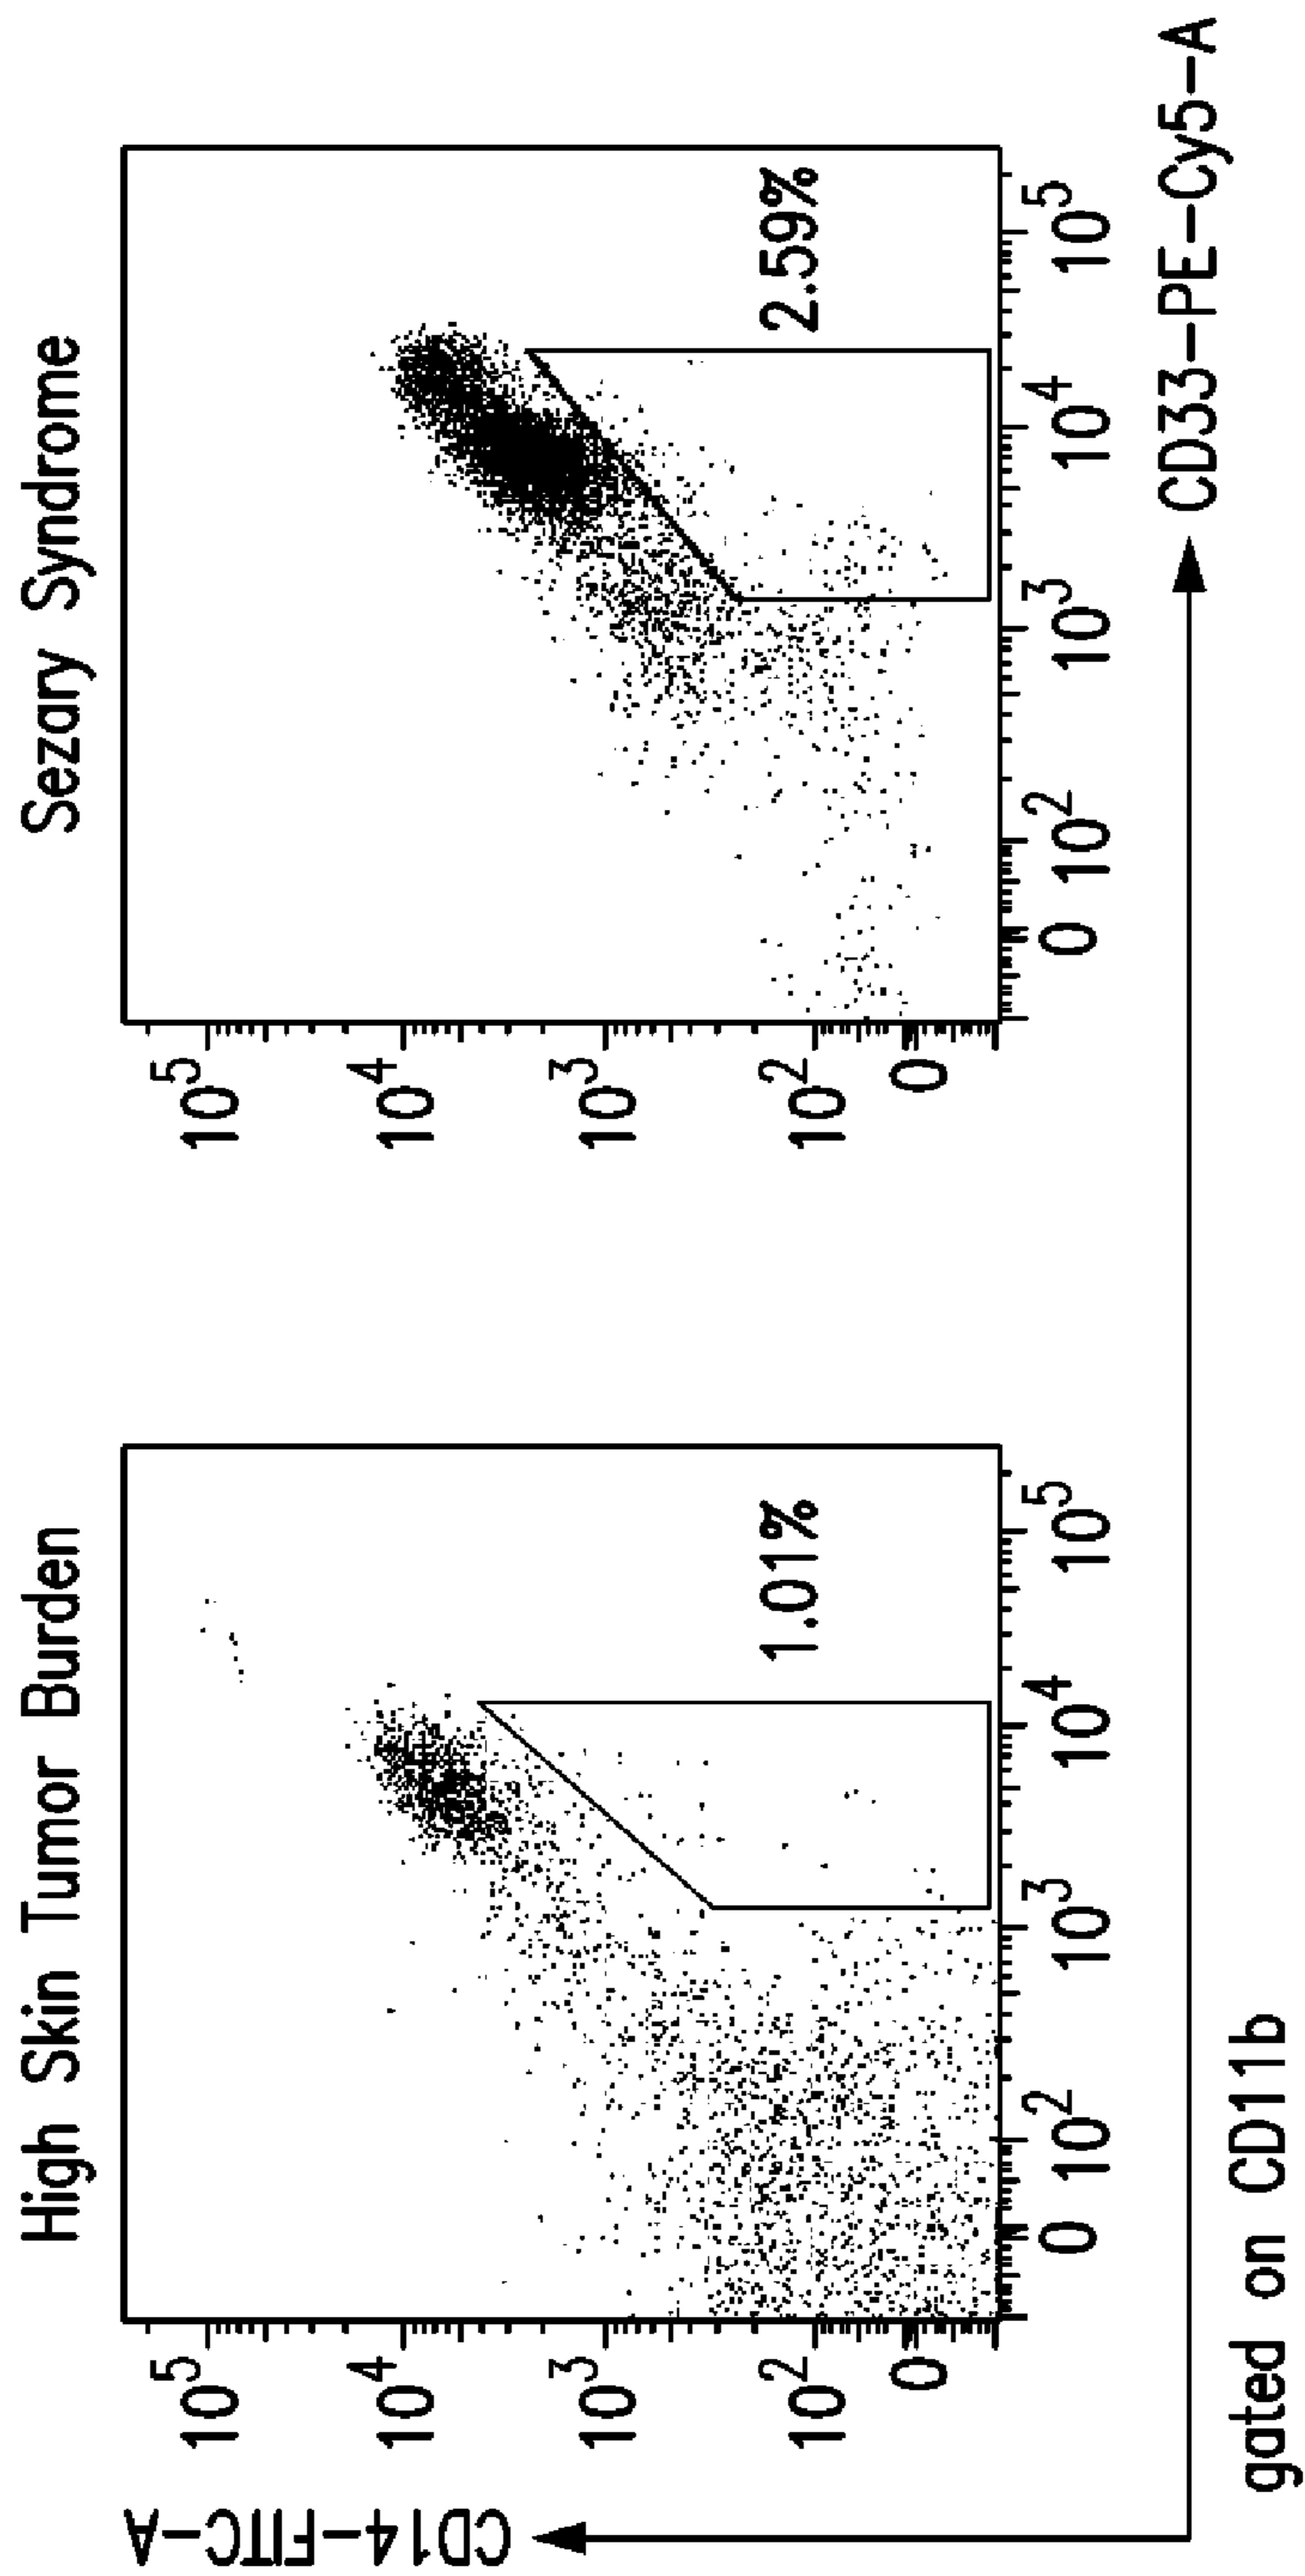 High Skin Tumor Burden
Sezary Syndrome
CD14-FITC-A
10^5
10^4
10^3
10^2
0
1.01%
0 10^2 10^3 10^4 10^5
10^5
10^4
10^3
10^2
0
2.59%
0 10^2 10^3 10^4 10^5
CD33-PE-Cy5-A
gated on CD11b